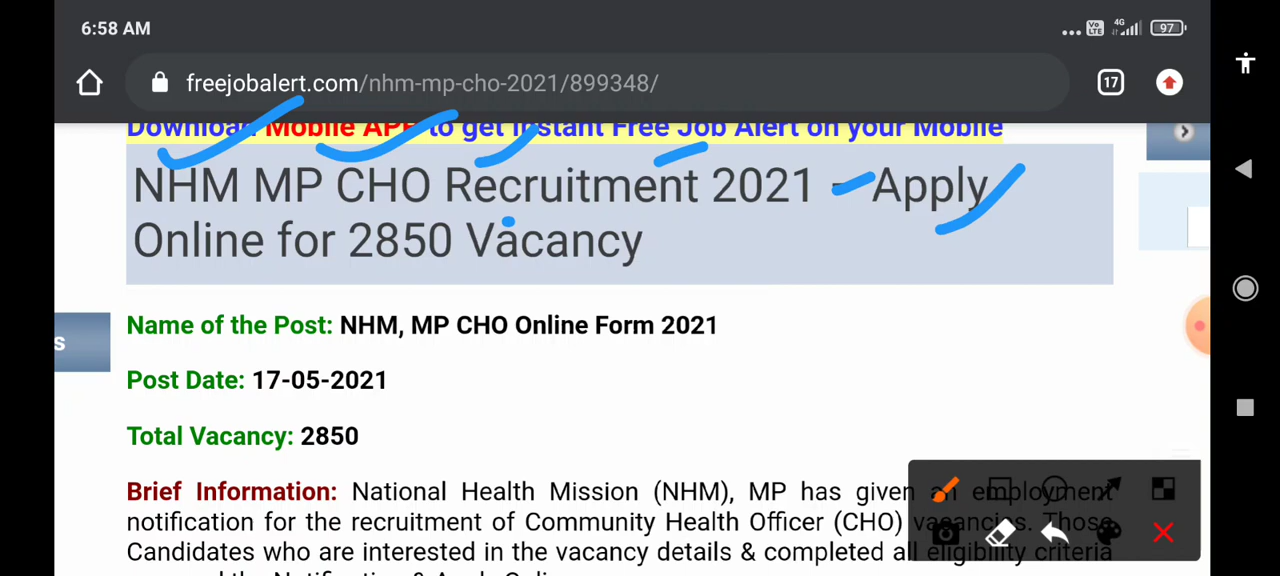 6:58 AM
Vo LTE 4G 97
freejobalert.com/nhm-mp-cho-2021/899348/
17
Download Mobile APP to get Instant Free Job Alert on your Mobile
NHM MP CHO Recruitment 2021 – Apply
Online for 2850 Vacancy
Name of the Post: NHM, MP CHO Online Form 2021
s
Post Date: 17-05-2021
Total Vacancy: 2850
Brief Information: National Health Mission (NHM), MP has given an employment
notification for the recruitment of Community Health Officer (CHO) vacancies. Those
Candidates who are interested in the vacancy details & completed all eligibility criteria